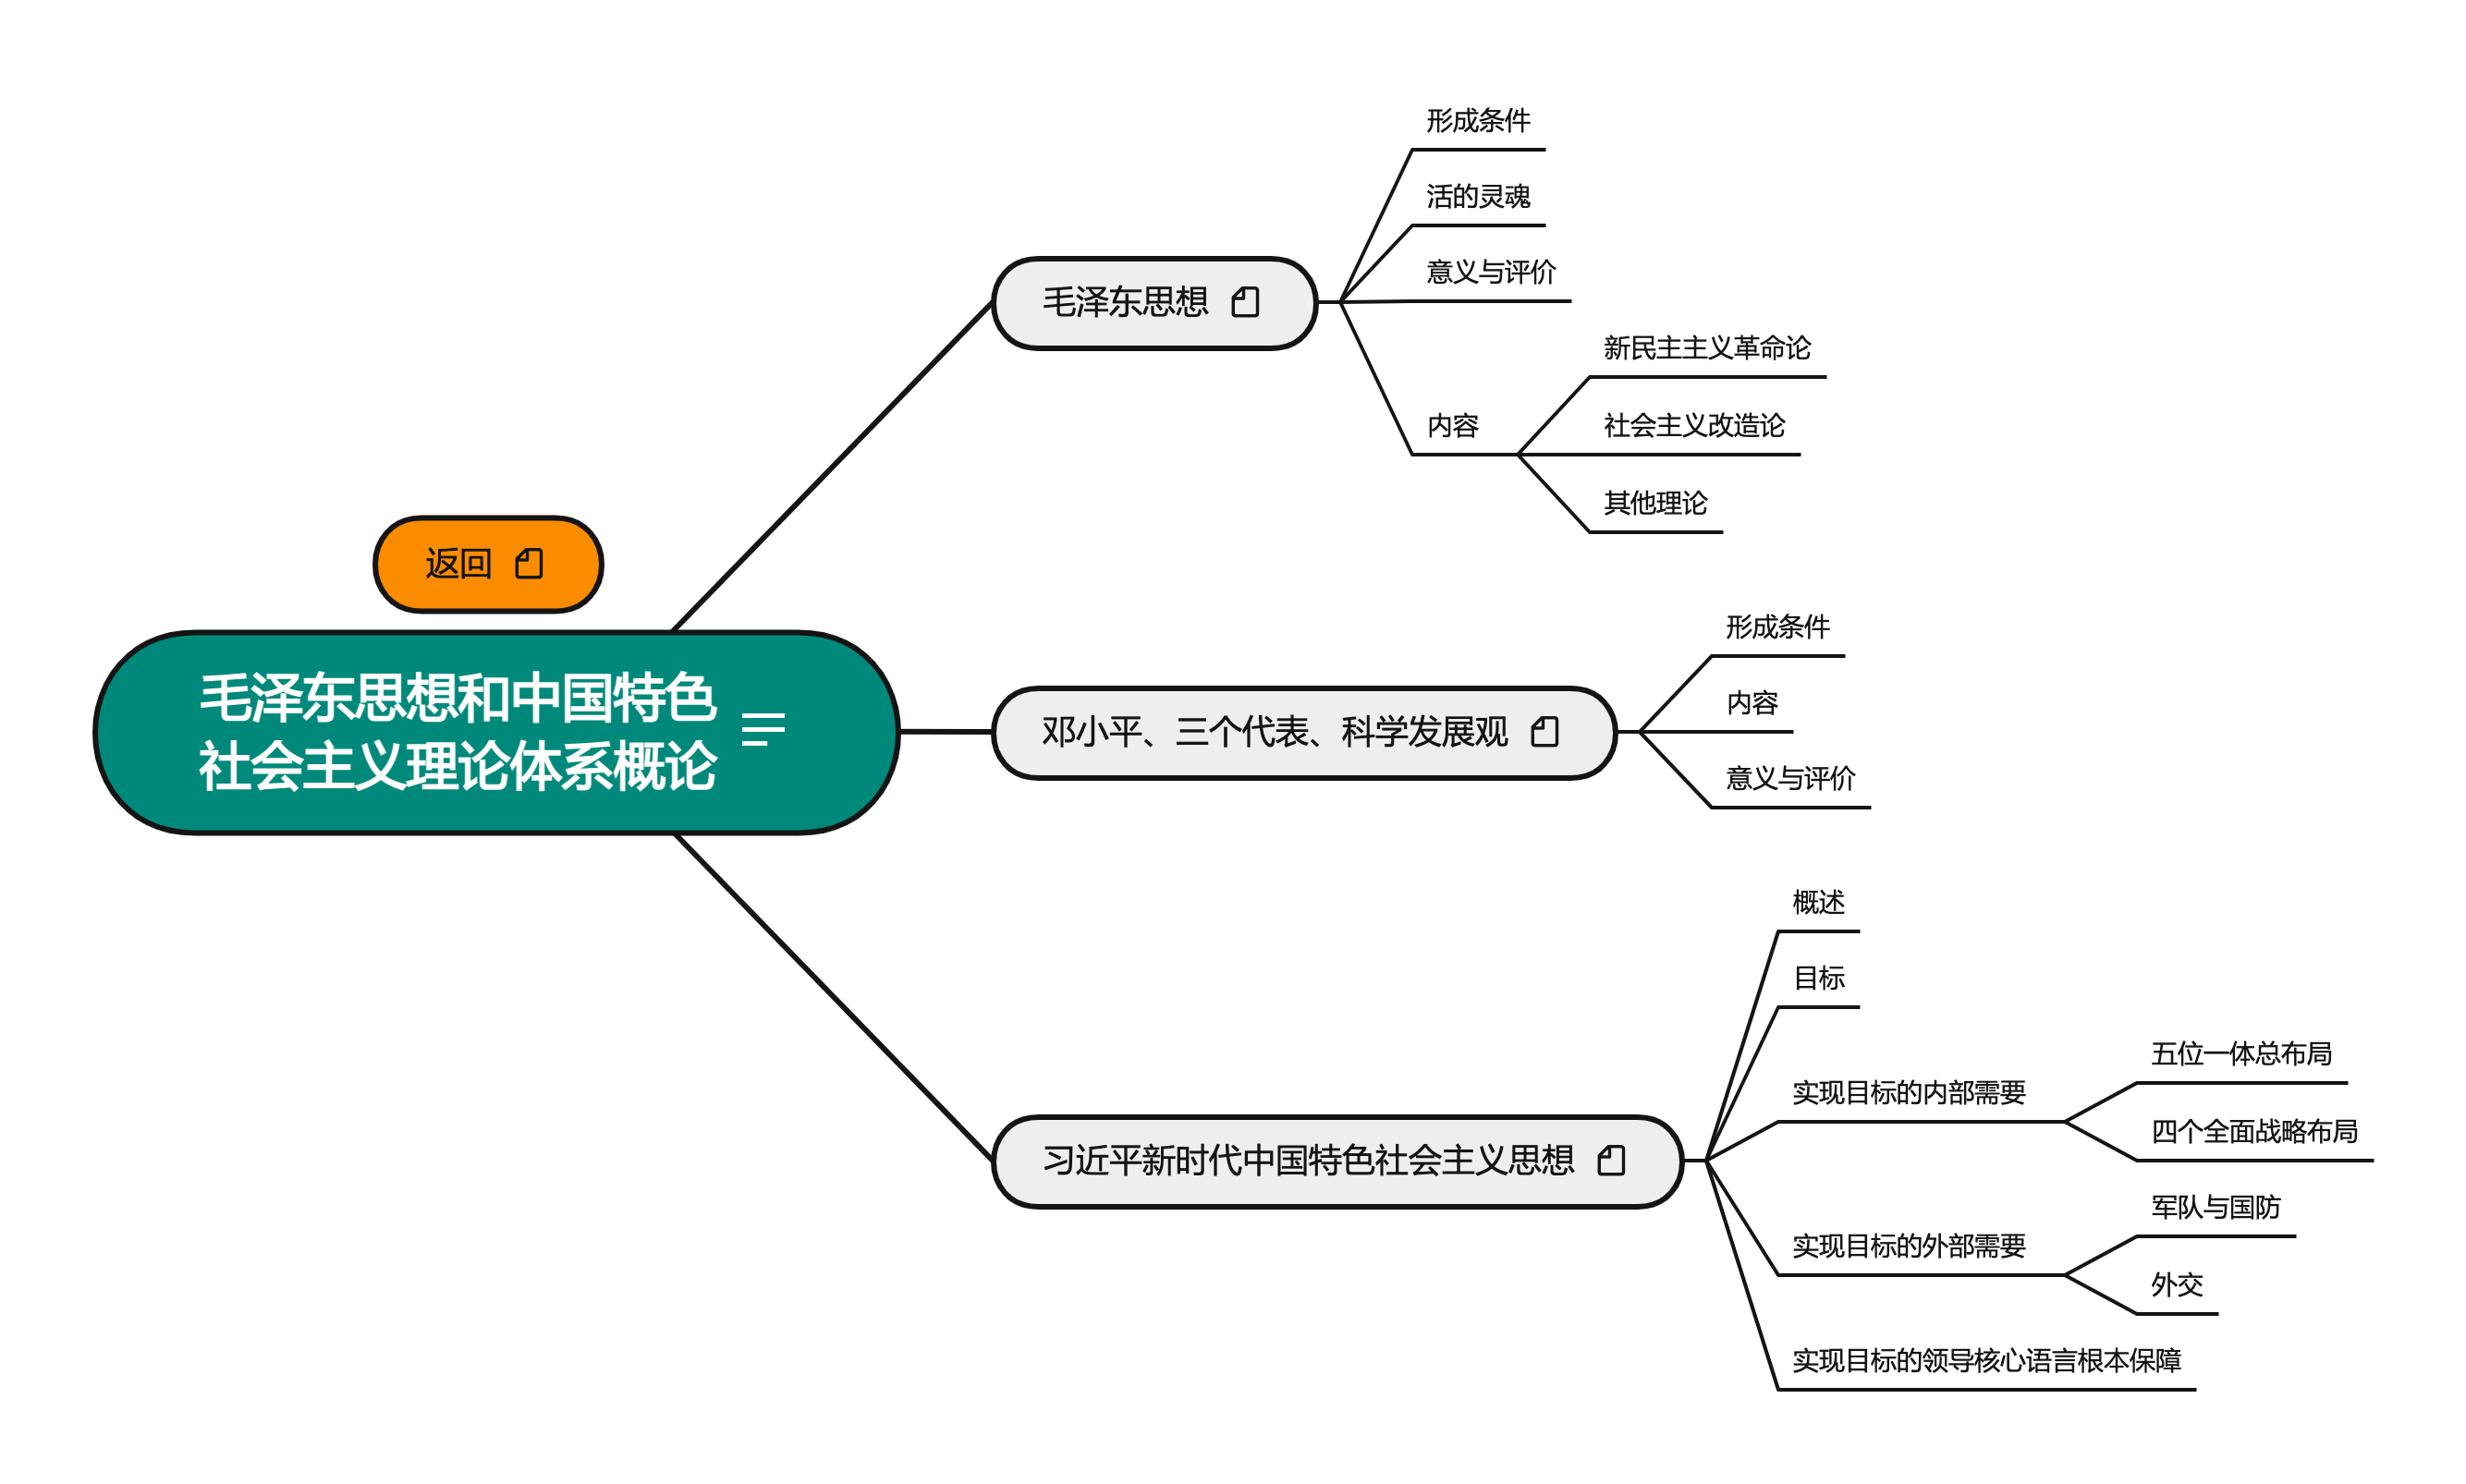 形成条件
活的灵魂
意义与评价
毛泽东思想
新民主主义革命论
内容
社会主义改造论
其他理论
返回
毛泽东思想和中国特色
社会主义理论体系概论
形成条件
内容
邓小平、三个代表、科学发展观
意义与评价
概述
目标
五位一体总布局
实现目标的内部需要
四个全面战略布局
习近平新时代中国特色社会主义思想
军队与国防
实现目标的外部需要
外交
实现目标的领导核心语言根本保障